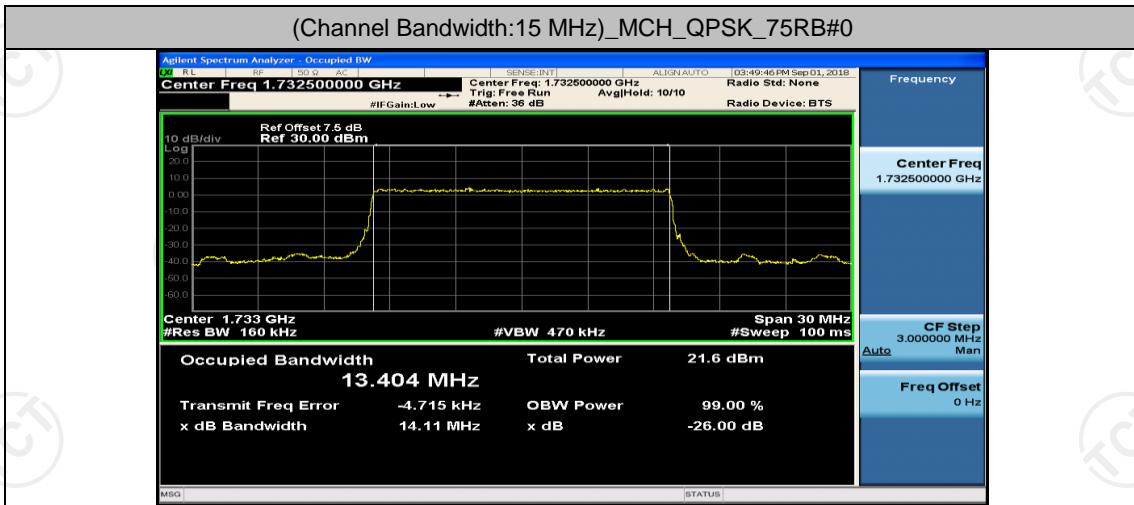 (Channel Bandwidth:15 MHz)_MCH_QPSK_75RB#0
Agilent Spectrum Analyzer - Occupied BW
LXI RL RF 50 Ω AC SENSE:INT ALIGN AUTO 03:49:46 PM Sep 01, 2018
Center Freq 1.732500000 GHz
Center Freq: 1.732500000 GHz
Radio Std: None
Trig: Free Run Avg|Hold: 10/10
#IFGain:Low
#Atten: 36 dB
Radio Device: BTS
Frequency
Ref Offset 7.5 dB
10 dB/div Ref 30.00 dBm
Log
20.0
10.0
0.00
-10.0
-20.0
-30.0
-40.0
-50.0
-60.0
Center Freq
1.732500000 GHz
Center 1.733 GHz Span 30 MHz
#Res BW 160 kHz #VBW 470 kHz #Sweep 100 ms
CF Step
3.000000 MHz
Auto Man
Freq Offset
0 Hz
Occupied Bandwidth Total Power 21.6 dBm
13.404 MHz
Transmit Freq Error -4.715 kHz OBW Power 99.00 %
x dB Bandwidth 14.11 MHz x dB -26.00 dB
MSG STATUS
TCT
TCT